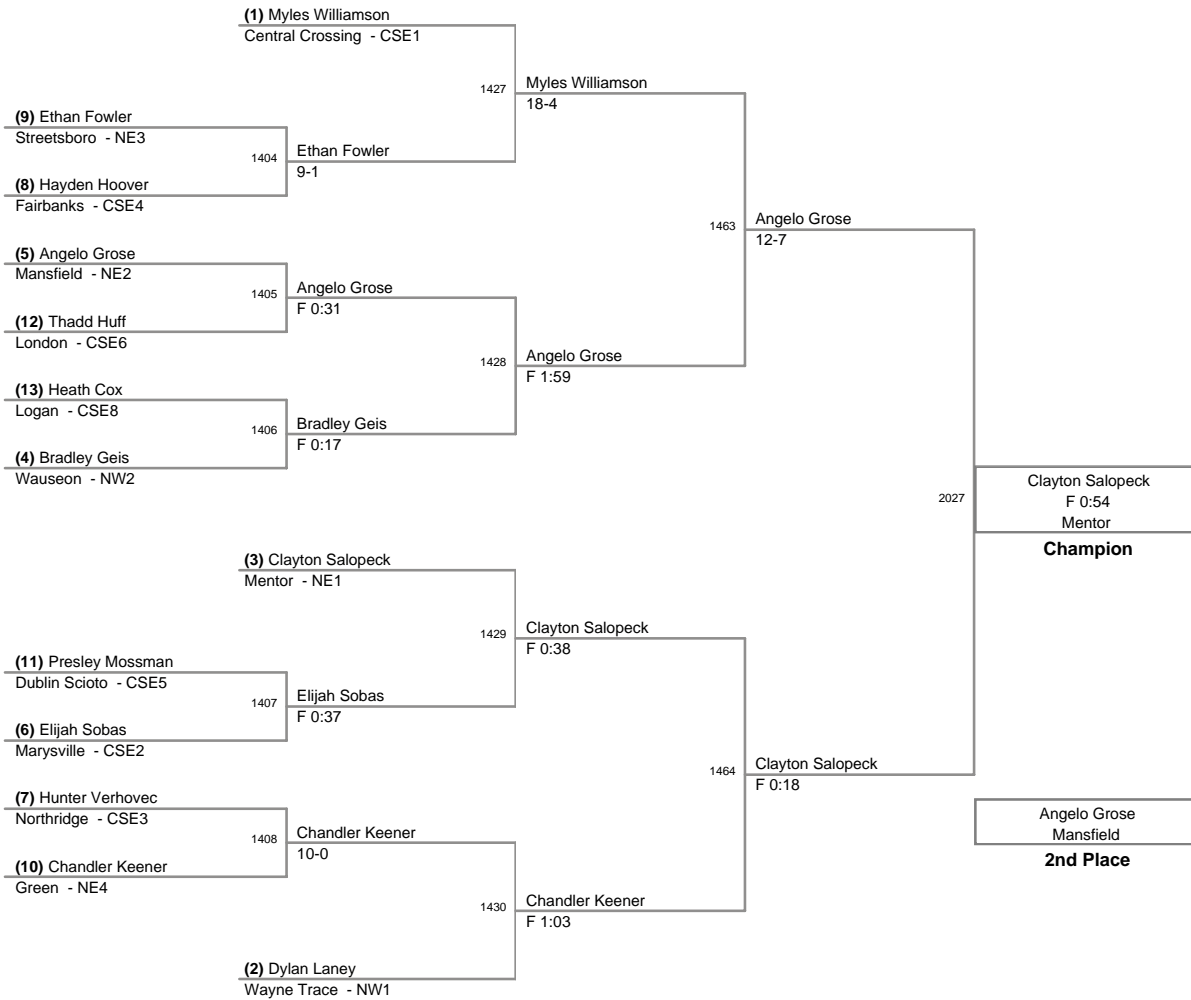 (1) Myles Williamson
Central Crossing - CSE1
1427
Myles Williamson
18-4
(9) Ethan Fowler
Streetsboro - NE3
1404
Ethan Fowler
9-1
(8) Hayden Hoover
Fairbanks - CSE4
1463
Angelo Grose
12-7
(5) Angelo Grose
Mansfield - NE2
1405
Angelo Grose
F 0:31
(12) Thadd Huff
London - CSE6
1428
Angelo Grose
F 1:59
(13) Heath Cox
Logan - CSE8
1406
Bradley Geis
F 0:17
(4) Bradley Geis
Wauseon - NW2
2027
Clayton Salopeck
F 0:54
Mentor
Champion
(3) Clayton Salopeck
Mentor - NE1
1429
Clayton Salopeck
F 0:38
(11) Presley Mossman
Dublin Scioto - CSE5
1407
Elijah Sobas
F 0:37
(6) Elijah Sobas
Marysville - CSE2
1464
Clayton Salopeck
F 0:18
(7) Hunter Verhovec
Northridge - CSE3
1408
Chandler Keener
10-0
(10) Chandler Keener
Green - NE4
Angelo Grose
Mansfield
2nd Place
1430
Chandler Keener
F 1:03
(2) Dylan Laney
Wayne Trace - NW1